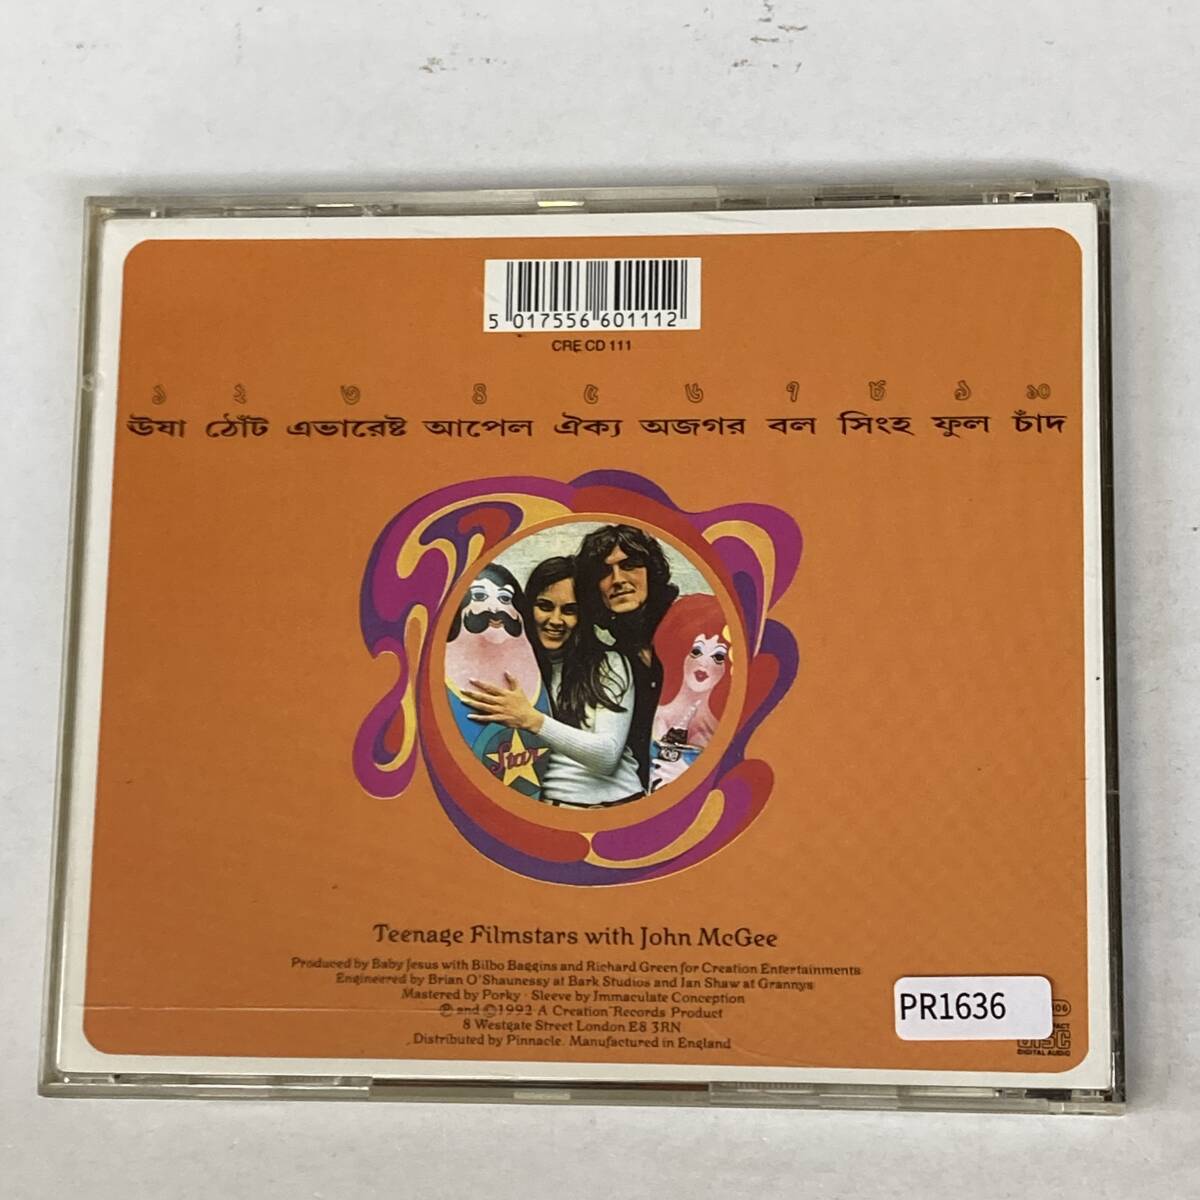 5 017556 601112
CRE CD 111
১ ২ ৩ ৪ ৫ ৬ ৭ ৮ ৯ ১০
ঊষা ঠোঁট এভারেষ্ট আপেল ঐক্য অজগর বল সিংহ ফুল চাঁদ
Star
Teenage Filmstars with John McGee
Produced by Baby Jesus with Bilbo Baggins and Richard Green for Creation Entertainments
Engineered by Brian O'Shaunessy at Bark Studios and Ian Shaw at Grannys
Mastered by Porky · Sleeve by Immaculate Conception
℗ and ©1992 A Creation Records Product
8 Westgate Street London E8 3RN
Distributed by Pinnacle. Manufactured in England
PR1636
DIGITAL AUDIO